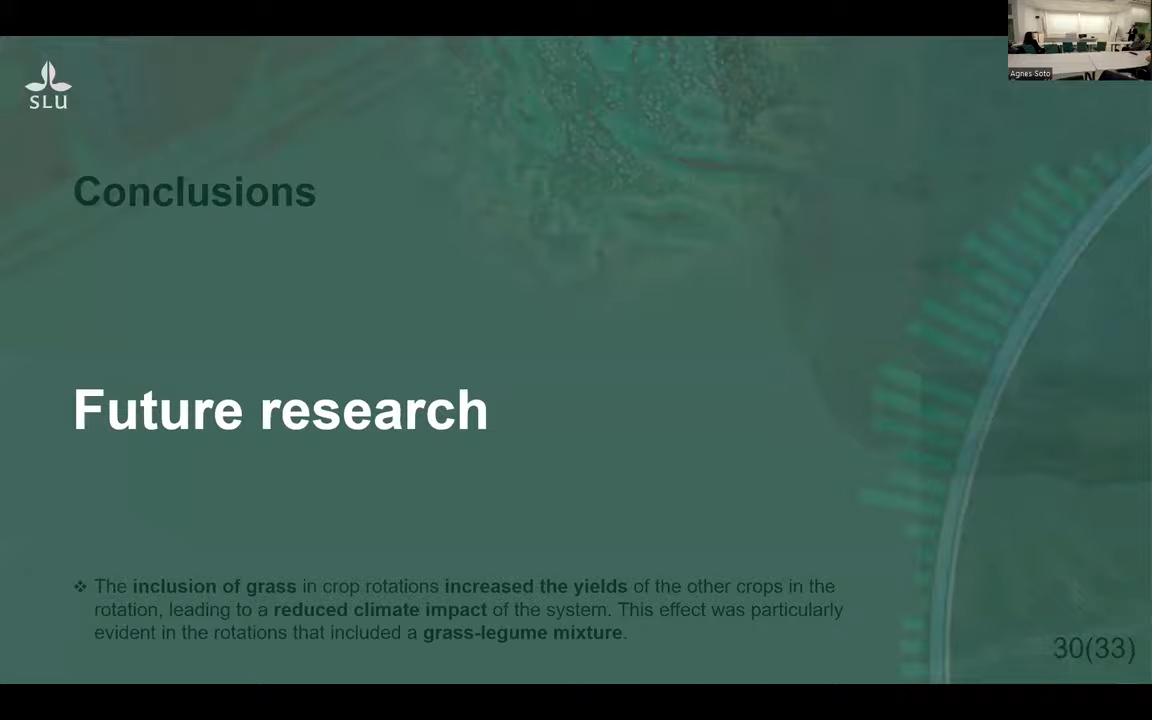 Agnes Soto
SLU
Conclusions
Future research
❖ The inclusion of grass in crop rotations increased the yields of the other crops in the
rotation, leading to a reduced climate impact of the system. This effect was particularly
evident in the rotations that included a grass-legume mixture.
30(33)